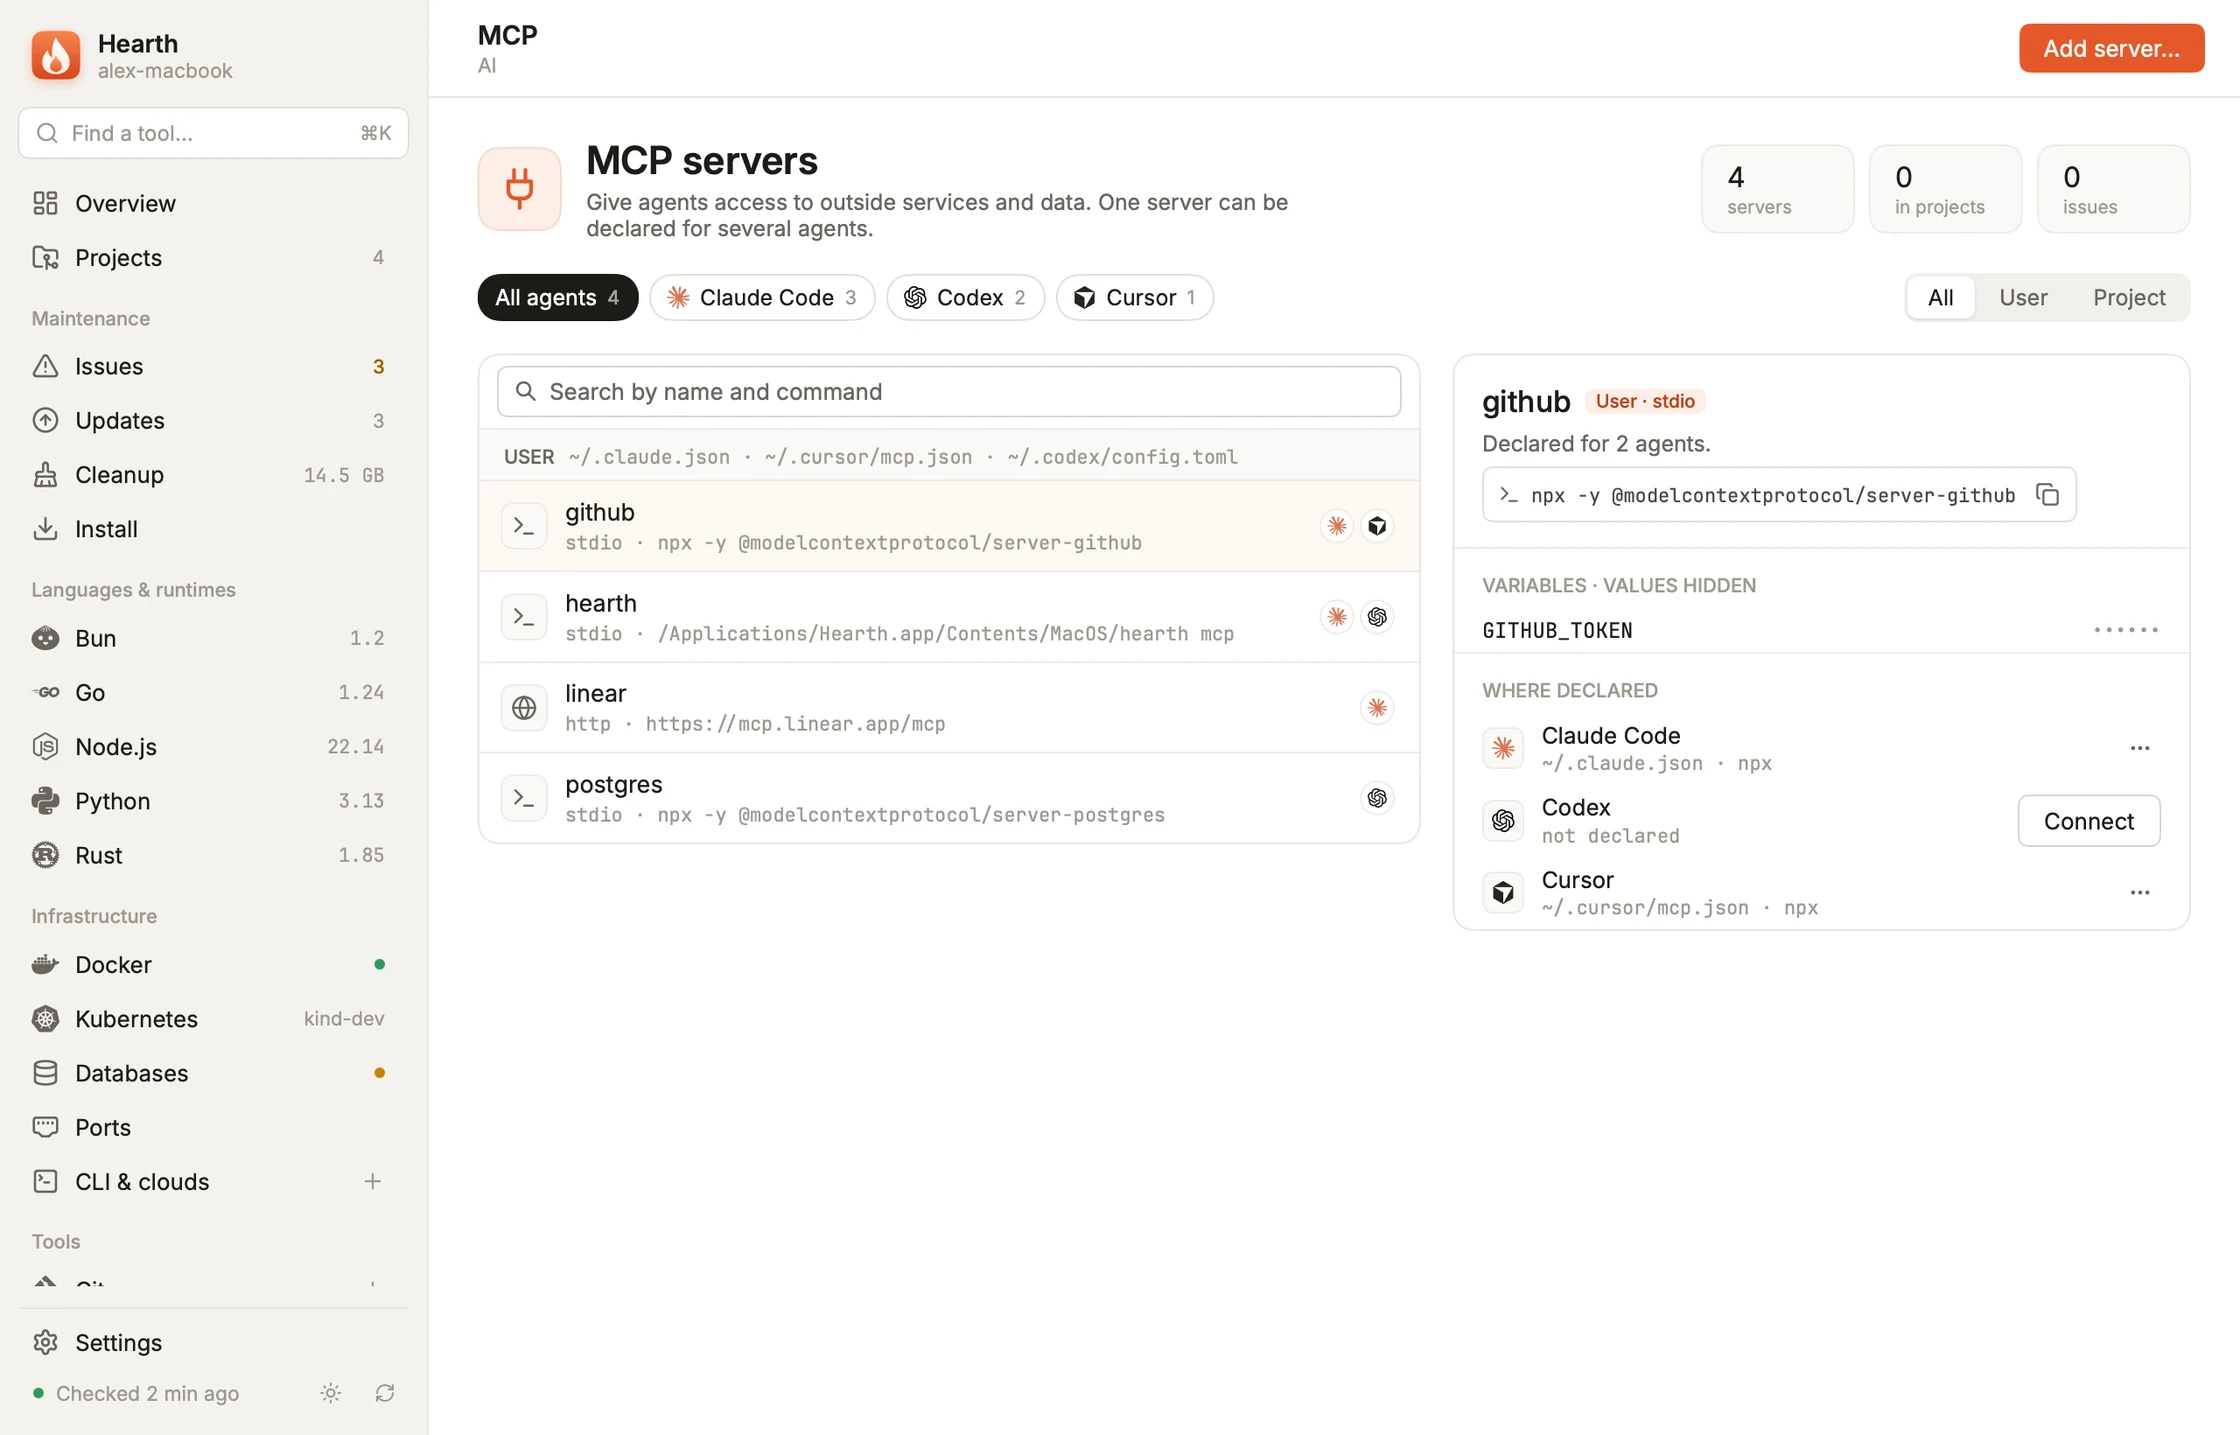 Hearth
alex-macbook
Find a tool... ⌘K
Overview
Projects 4
Maintenance
Issues 3
Updates 3
Cleanup 14.5 GB
Install
Languages & runtimes
Bun 1.2
Go 1.24
Node.js 22.14
Python 3.13
Rust 1.85
Infrastructure
Docker
Kubernetes kind-dev
Databases
Ports
CLI & clouds
Tools
Settings
Checked 2 min ago
MCP
AI
Add server...
MCP servers
Give agents access to outside services and data. One server can be
declared for several agents.
4
servers
0
in projects
0
issues
All agents 4
Claude Code 3
Codex 2
Cursor 1
All
User
Project
Search by name and command
USER ~/.claude.json · ~/.cursor/mcp.json · ~/.codex/config.toml
github
stdio · npx -y @modelcontextprotocol/server-github
hearth
stdio · /Applications/Hearth.app/Contents/MacOS/hearth mcp
linear
http · https://mcp.linear.app/mcp
postgres
stdio · npx -y @modelcontextprotocol/server-postgres
github User · stdio
Declared for 2 agents.
npx -y @modelcontextprotocol/server-github
VARIABLES · VALUES HIDDEN
GITHUB_TOKEN ······
WHERE DECLARED
Claude Code
~/.claude.json · npx
Codex
not declared
Connect
Cursor
~/.cursor/mcp.json · npx